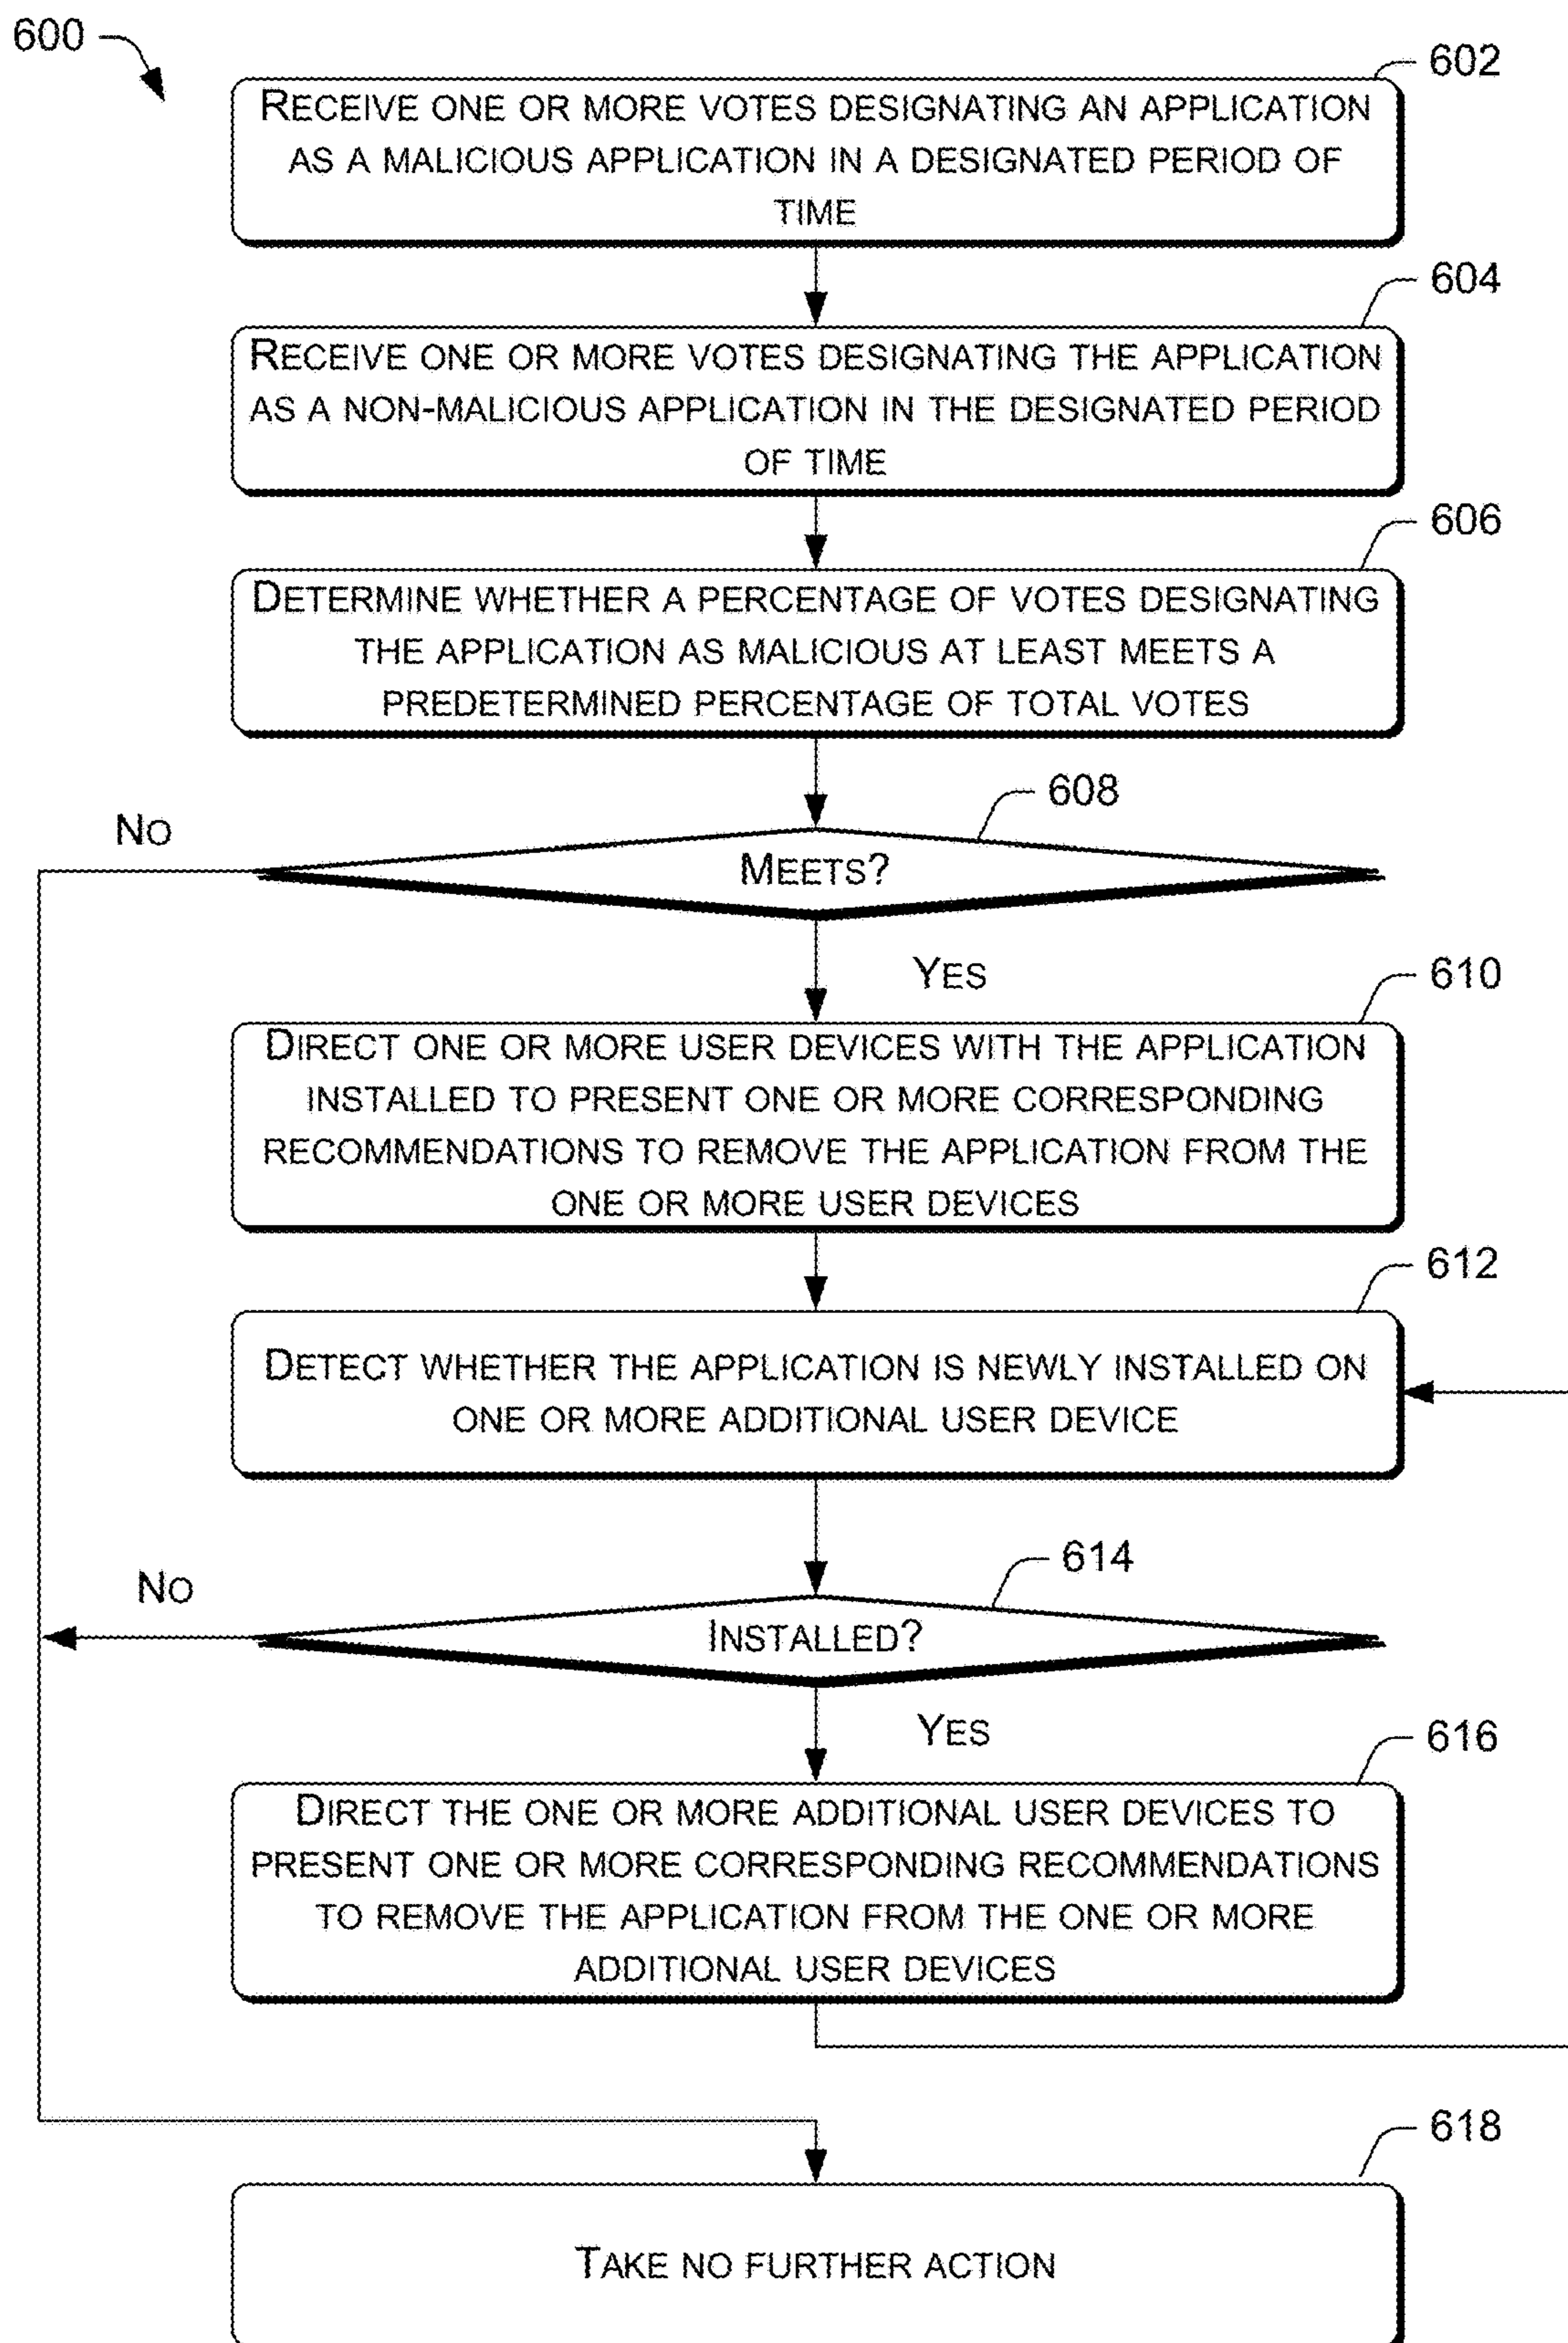 600
602
RECEIVE ONE OR MORE VOTES DESIGNATING AN APPLICATION
AS A MALICIOUS APPLICATION IN A DESIGNATED PERIOD OF
TIME
604
RECEIVE ONE OR MORE VOTES DESIGNATING THE APPLICATION
AS A NON-MALICIOUS APPLICATION IN THE DESIGNATED PERIOD
OF TIME
606
DETERMINE WHETHER A PERCENTAGE OF VOTES DESIGNATING
THE APPLICATION AS MALICIOUS AT LEAST MEETS A
PREDETERMINED PERCENTAGE OF TOTAL VOTES
608
NO
MEETS?
YES
610
DIRECT ONE OR MORE USER DEVICES WITH THE APPLICATION
INSTALLED TO PRESENT ONE OR MORE CORRESPONDING
RECOMMENDATIONS TO REMOVE THE APPLICATION FROM THE
ONE OR MORE USER DEVICES
612
DETECT WHETHER THE APPLICATION IS NEWLY INSTALLED ON
ONE OR MORE ADDITIONAL USER DEVICE
614
NO
INSTALLED?
YES
616
DIRECT THE ONE OR MORE ADDITIONAL USER DEVICES TO
PRESENT ONE OR MORE CORRESPONDING RECOMMENDATIONS
TO REMOVE THE APPLICATION FROM THE ONE OR MORE
ADDITIONAL USER DEVICES
618
TAKE NO FURTHER ACTION